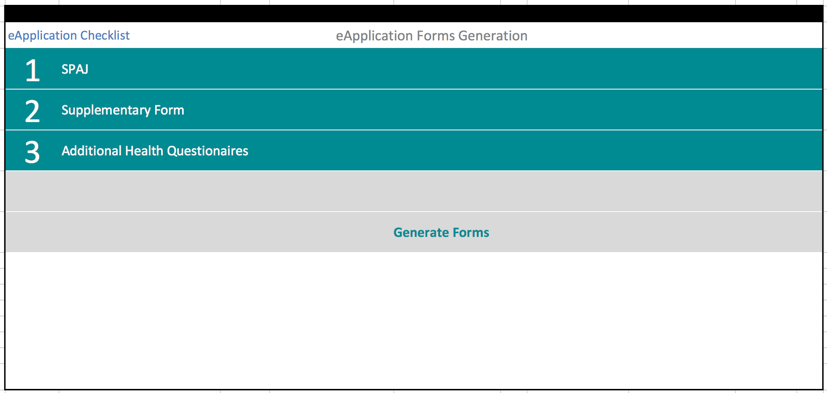 eApplication Checklist
eApplication Forms Generation
1 SPAJ
2 Supplementary Form
3 Additional Health Questionaires
Generate Forms